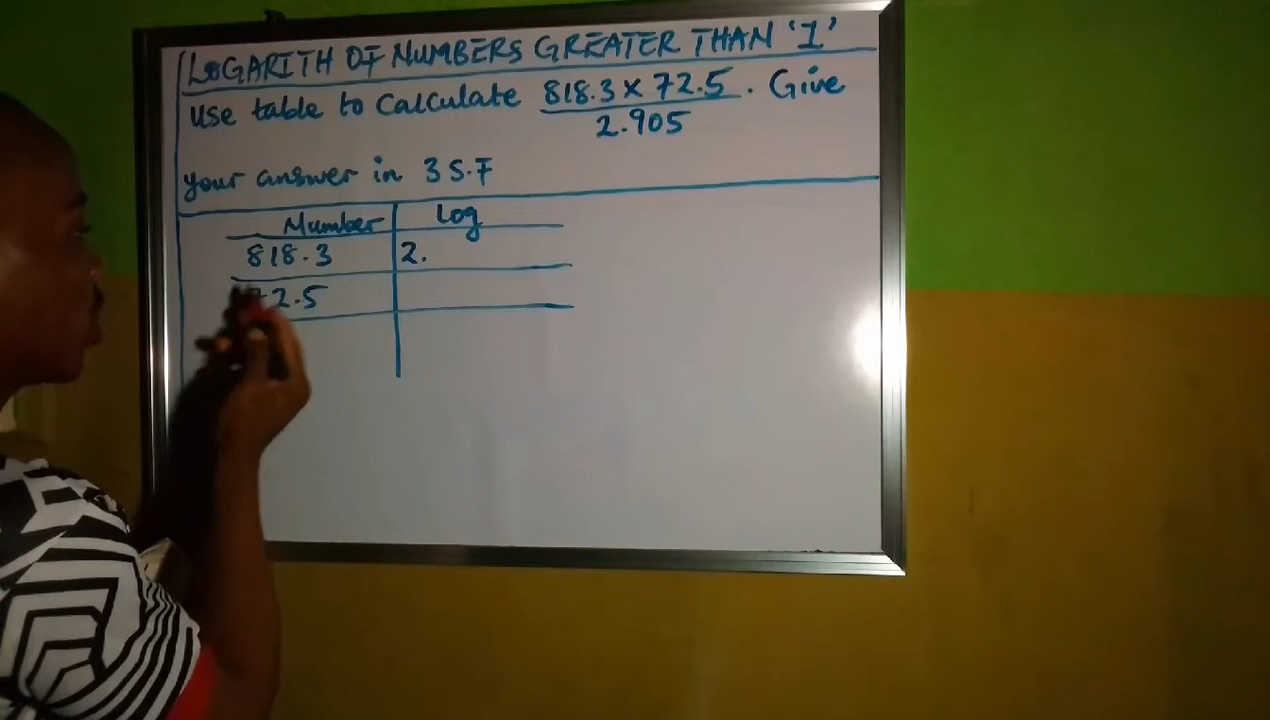 LOGARITH OF NUMBERS GREATER THAN '1'
Use table to Calculate 818.3 x 72.5 . Give
2.905
your answer in 3 S.F
Number Log
818.3 2.
2.5